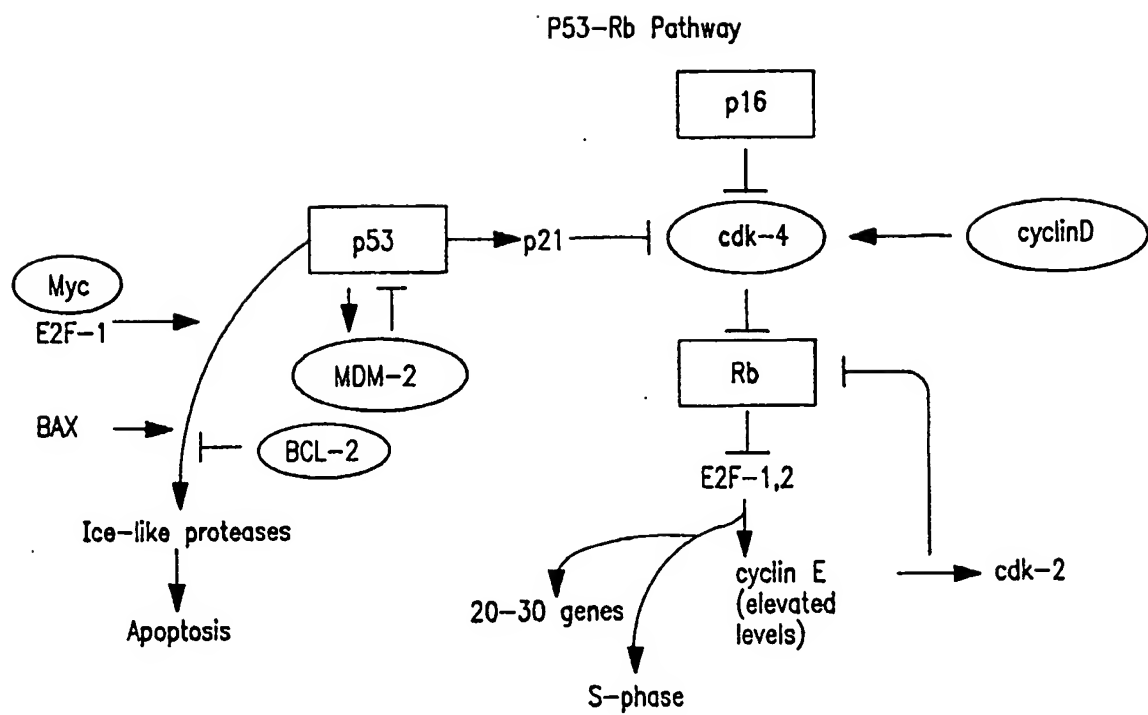 P53-Rb Pathway
p16
p53
p21
cdk-4
cyclinD
Myc
E2F-1
MDM-2
Rb
BAX
BCL-2
E2F-1,2
Ice-like proteases
20-30 genes
cyclin E
(elevated
levels)
cdk-2
Apoptosis
S-phase